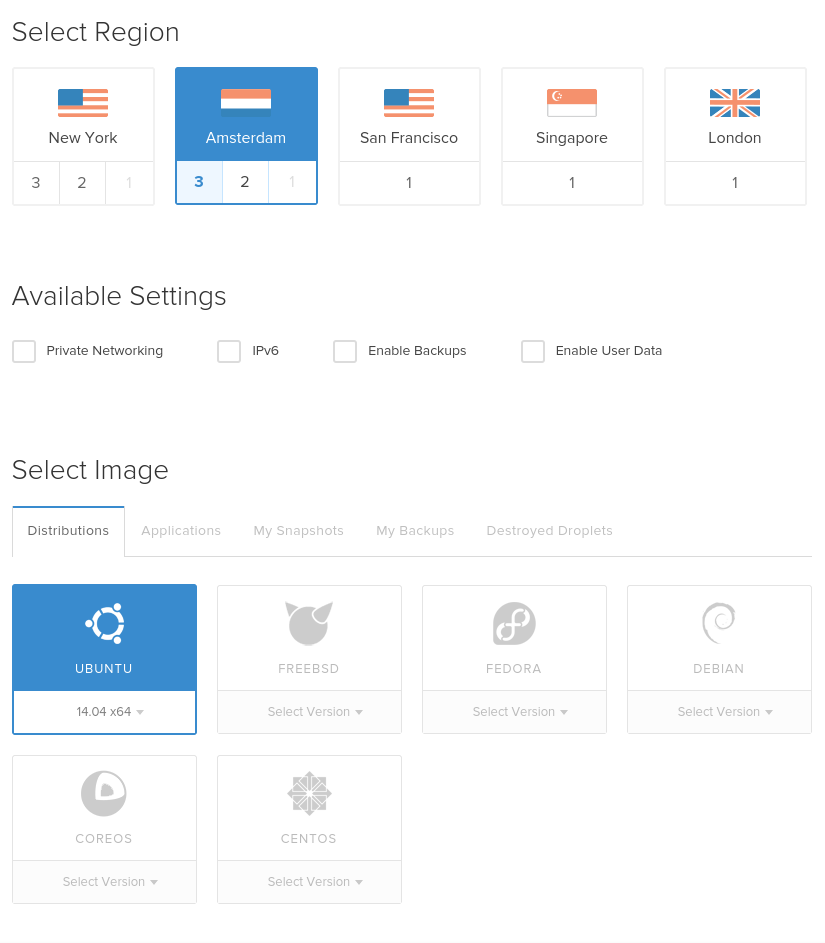 Select Region
New York Amsterdam San Francisco Singapore London
3 2 1 3 2 1 1 1 1
Available Settings
Private Networking IPv6 Enable Backups Enable User Data
Select Image
Distributions Applications My Snapshots My Backups Destroyed Droplets
UBUNTU FREEBSD FEDORA DEBIAN
14.04 x64 Select Version Select Version Select Version
COREOS CENTOS
Select Version Select Version